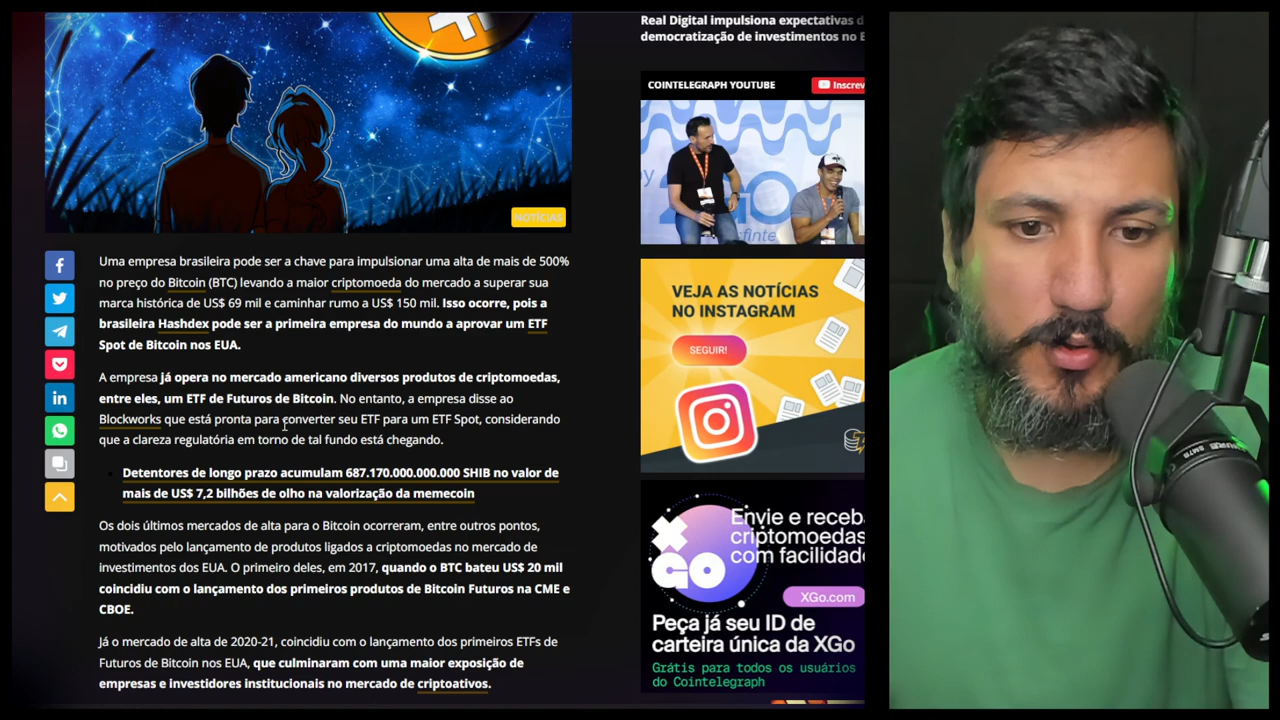 NOTÍCIAS
Uma empresa brasileira pode ser a chave para impulsionar uma alta de mais de 500%
no preço do Bitcoin (BTC) levando a maior criptomoeda do mercado a superar sua
marca histórica de US$ 69 mil e caminhar rumo a US$ 150 mil. Isso ocorre, pois a
brasileira Hashdex pode ser a primeira empresa do mundo a aprovar um ETF
Spot de Bitcoin nos EUA.
A empresa já opera no mercado americano diversos produtos de criptomoedas,
entre eles, um ETF de Futuros de Bitcoin. No entanto, a empresa disse ao
Blockworks que está pronta para converter seu ETF para um ETF Spot, considerando
que a clareza regulatória em torno de tal fundo está chegando.
Detentores de longo prazo acumulam 687.170.000.000.000 SHIB no valor de
mais de US$ 7,2 bilhões de olho na valorização da memecoin
Os dois últimos mercados de alta para o Bitcoin ocorreram, entre outros pontos,
motivados pelo lançamento de produtos ligados a criptomoedas no mercado de
investimentos dos EUA. O primeiro deles, em 2017, quando o BTC bateu US$ 20 mil
coincidiu com o lançamento dos primeiros produtos de Bitcoin Futuros na CME e
CBOE.
Já o mercado de alta de 2020-21, coincidiu com o lançamento dos primeiros ETFs de
Futuros de Bitcoin nos EUA, que culminaram com uma maior exposição de
empresas e investidores institucionais no mercado de criptoativos.
Real Digital impulsiona expectativas d
democratização de investimentos no B
COINTELEGRAPH YOUTUBE
Inscrev
VEJA AS NOTÍCIAS
NO INSTAGRAM
SEGUIR!
XGO
Envie e receb
criptomoedas
com facilidad
XGo.com
Peça já seu ID de
carteira única da XGo
Grátis para todos os usuários
do Cointelegraph
SM7B